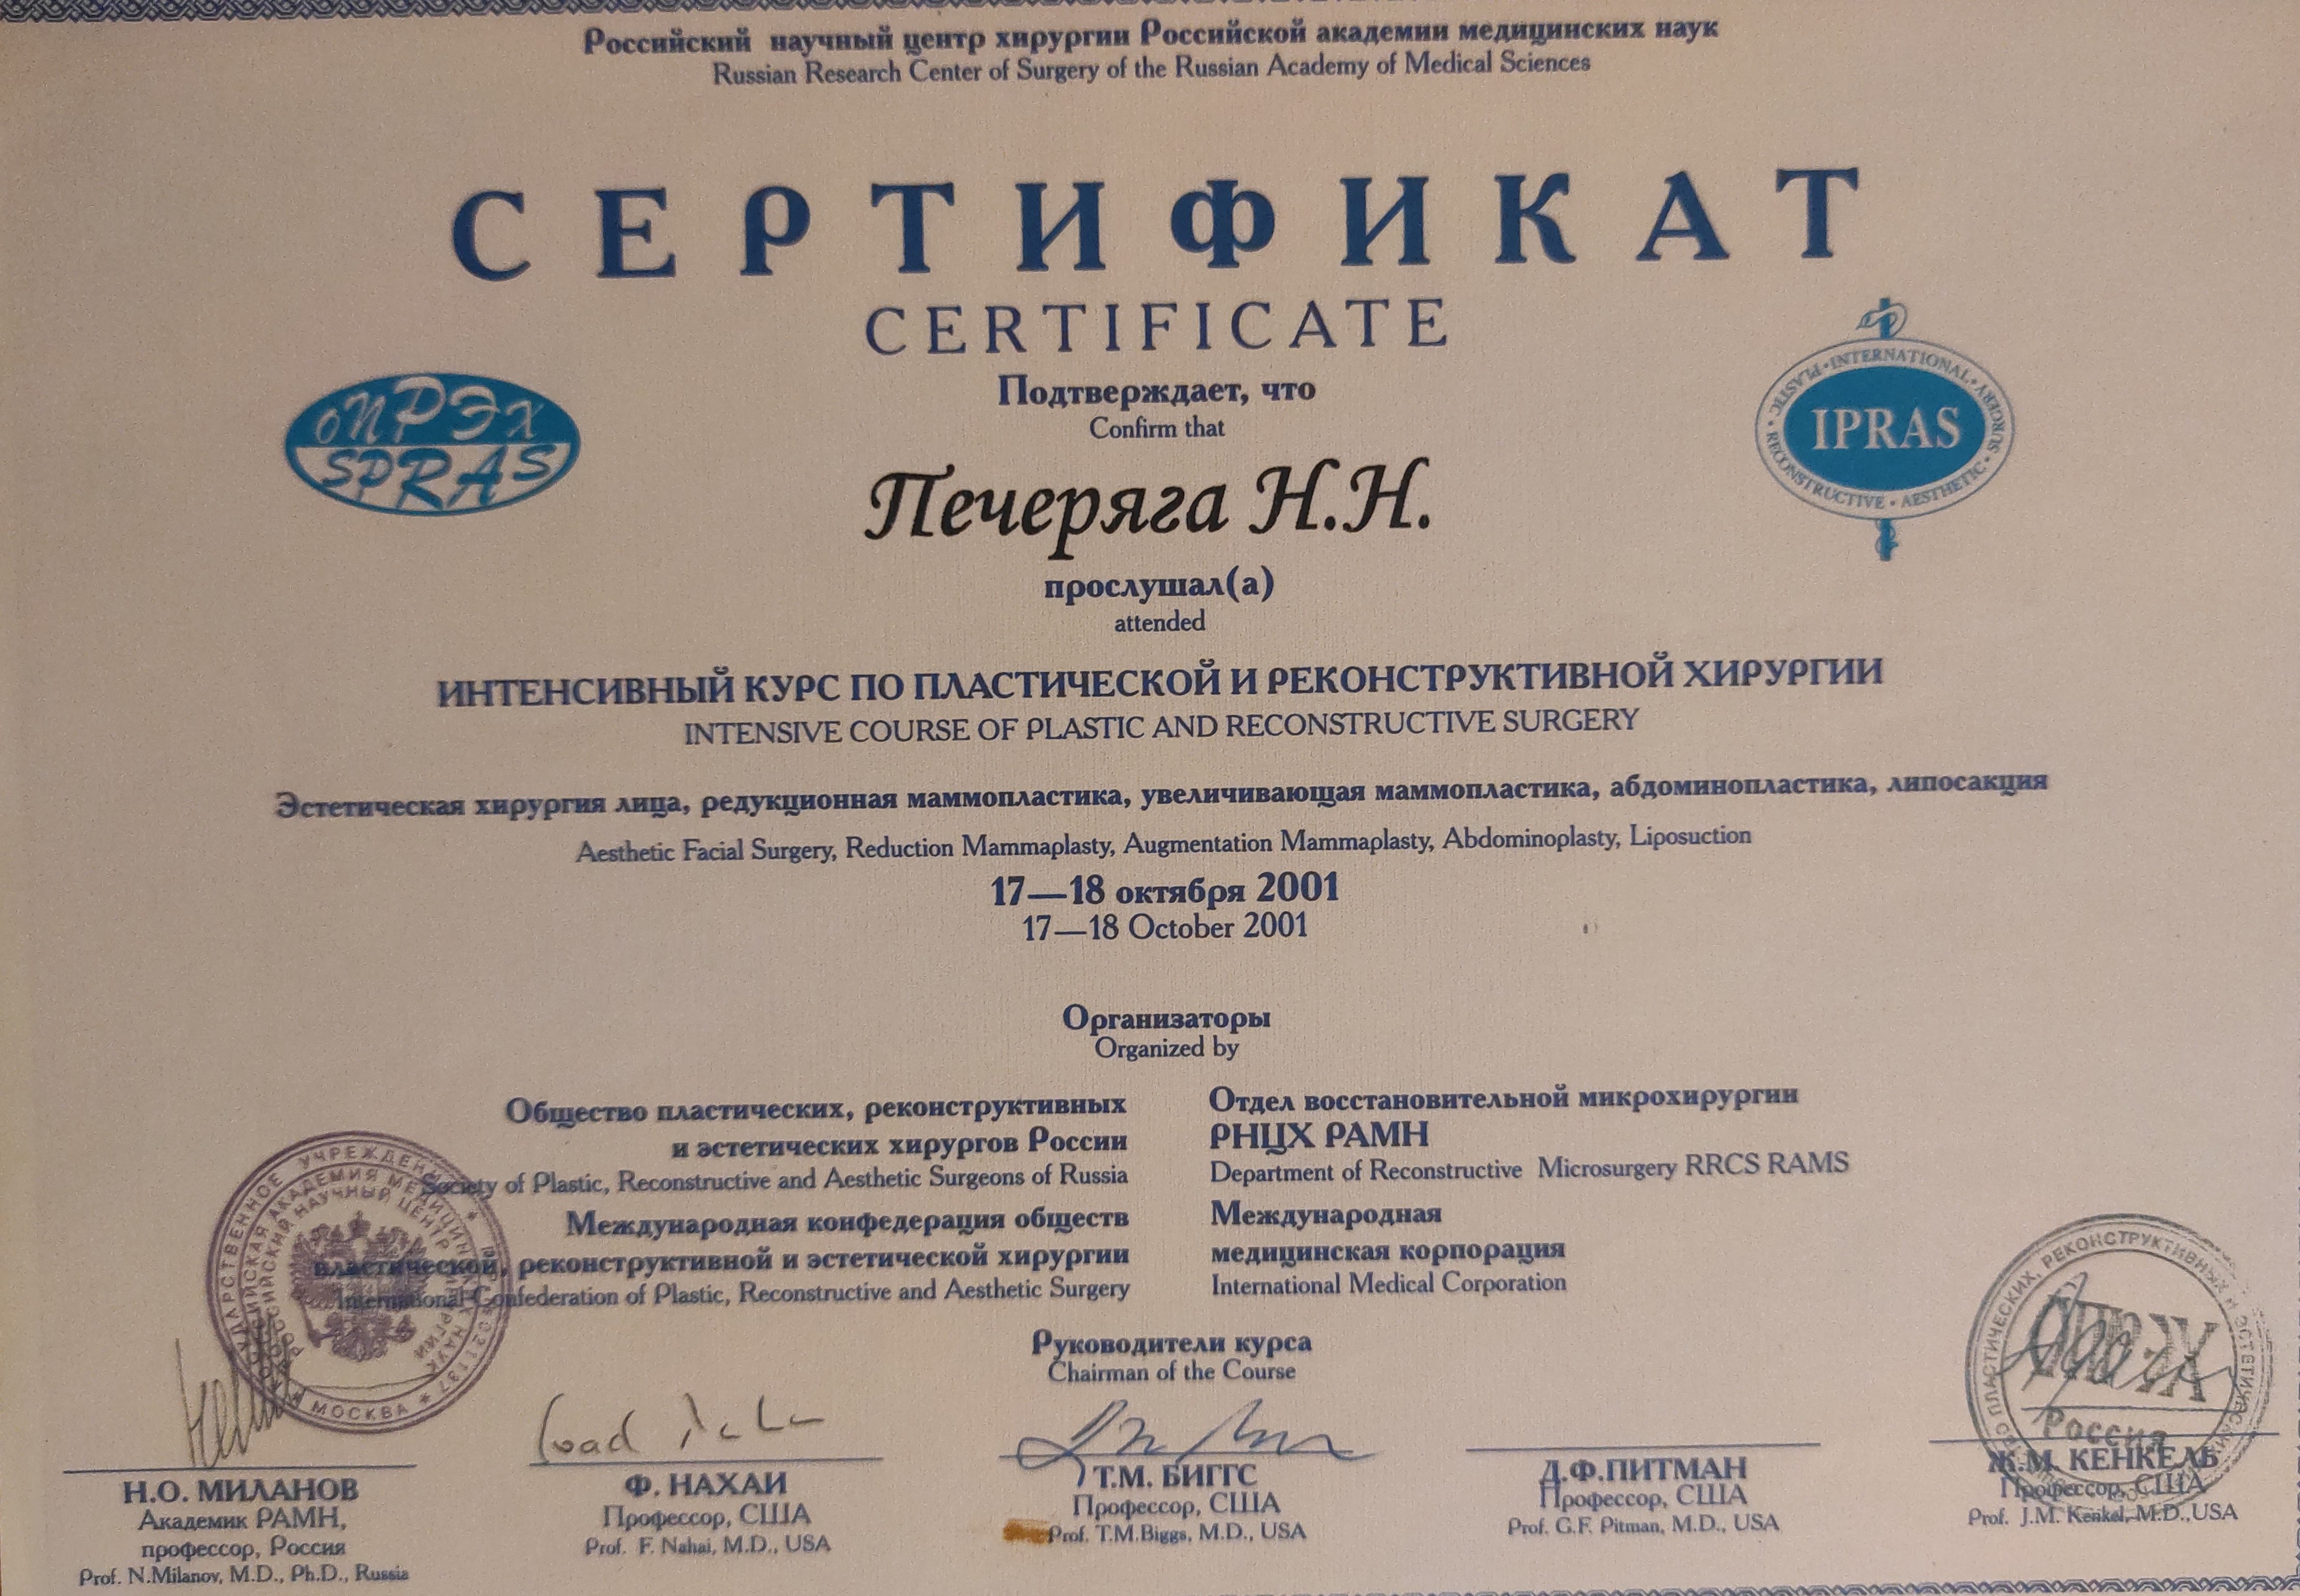 Российский научный центр хирургии Российской академии медицинских наук
Russian Research Center of Surgery of the Russian Academy of Medical Sciences
СЕРТИФИКАТ
CERTIFICATE
Подтверждает, что
Confirm that
ОПРЭХ
SPRAS
INTERNATIONAL • PLASTIC • RECONSTRUCTIVE • AESTHETIC • SURGERY
IPRAS
Печеряга Н.Н.
прослушал(а)
attended
ИНТЕНСИВНЫЙ КУРС ПО ПЛАСТИЧЕСКОЙ И РЕКОНСТРУКТИВНОЙ ХИРУРГИИ
INTENSIVE COURSE OF PLASTIC AND RECONSTRUCTIVE SURGERY
Эстетическая хирургия лица, редукционная маммопластика, увеличивающая маммопластика, абдоминопластика, липосакция
Aesthetic Facial Surgery, Reduction Mammaplasty, Augmentation Mammaplasty, Abdominoplasty, Liposuction
17—18 октября 2001
17—18 October 2001
Организаторы
Organized by
Общество пластических, реконструктивных
и эстетических хирургов России
Society of Plastic, Reconstructive and Aesthetic Surgeons of Russia
Международная конфедерация обществ
пластической, реконструктивной и эстетической хирургии
International Confederation of Plastic, Reconstructive and Aesthetic Surgery
Отдел восстановительной микрохирургии
РНЦХ РАМН
Department of Reconstructive Microsurgery RRCS RAMS
Международная
медицинская корпорация
International Medical Corporation
УЧРЕЖДЕНИЕ
РОССИЙСКАЯ АКАДЕМИЯ МЕДИЦИНСКИХ НАУК
РОССИЙСКИЙ НАУЧНЫЙ ЦЕНТР ХИРУРГИИ
* МОСКВА *
ПЛАСТИЧЕСКИХ, РЕКОНСТРУКТИВНЫХ И ЭСТЕТИЧЕСКИХ
ОПРЭХ
Россия
Руководители курса
Chairman of the Course
Н.О. МИЛАНОВ
Академик РАМН,
профессор, Россия
Prof. N.Milanov, M.D., Ph.D., Russia
Ф. НАХАИ
Профессор, США
Prof. F. Nahai, M.D., USA
Т.М. БИГГС
Профессор, США
Prof. T.M.Biggs, M.D., USA
Д.Ф.ПИТМАН
Профессор, США
Prof. G.F. Pitman, M.D., USA
Ж.М. КЕНКЕЛЬ
Профессор, США
Prof. J.M. Kenkel, M.D.,USA